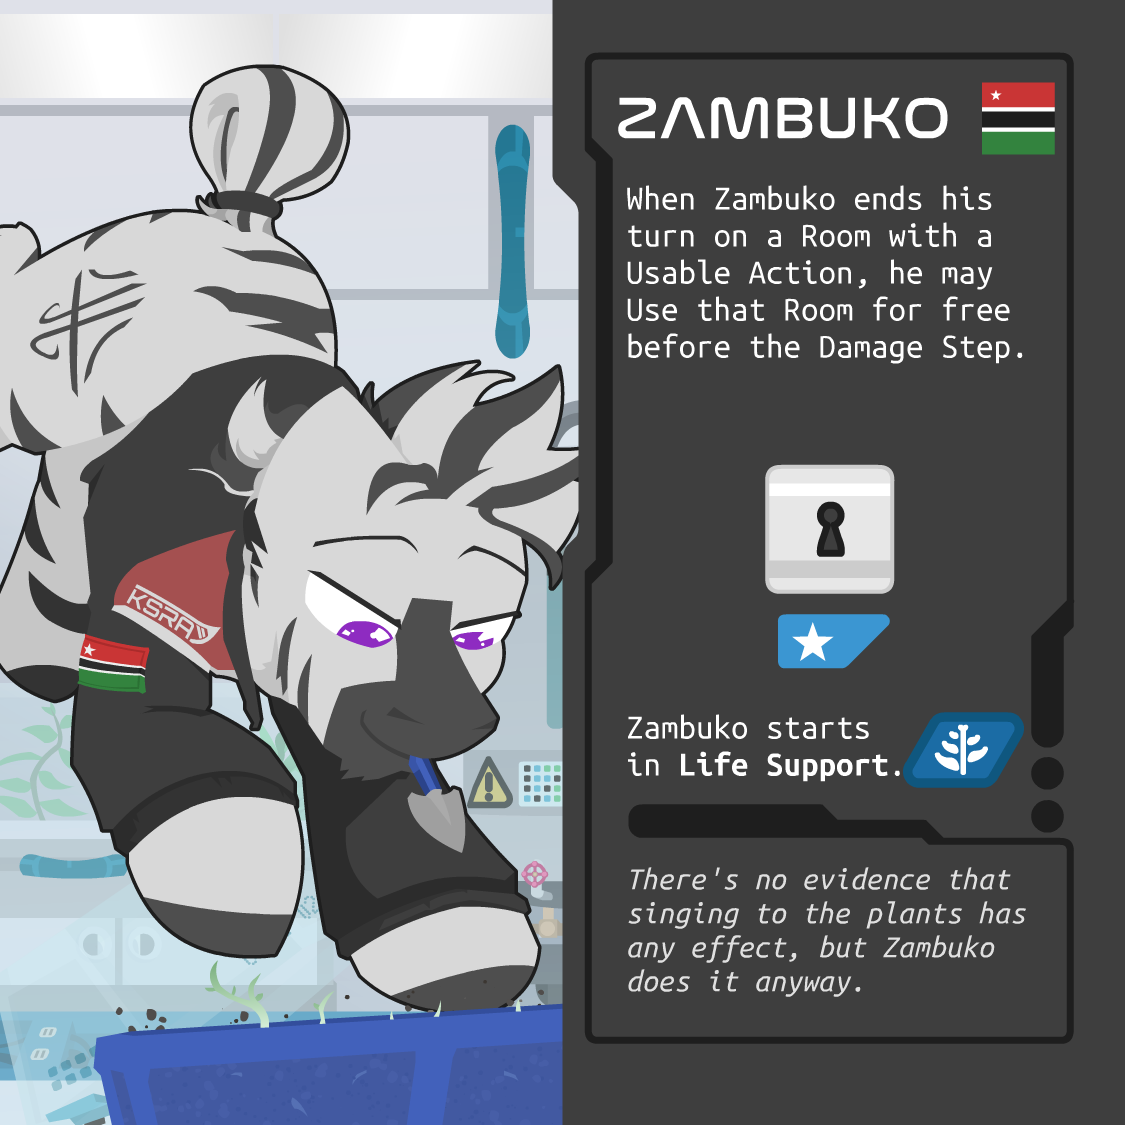 ZAMBUKO
When Zambuko ends his
turn on a Room with a
Usable Action, he may
Use that Room for free
before the Damage Step.
KSRA
Zambuko starts
in Life Support.
There's no evidence that
singing to the plants has
any effect, but Zambuko
does it anyway.